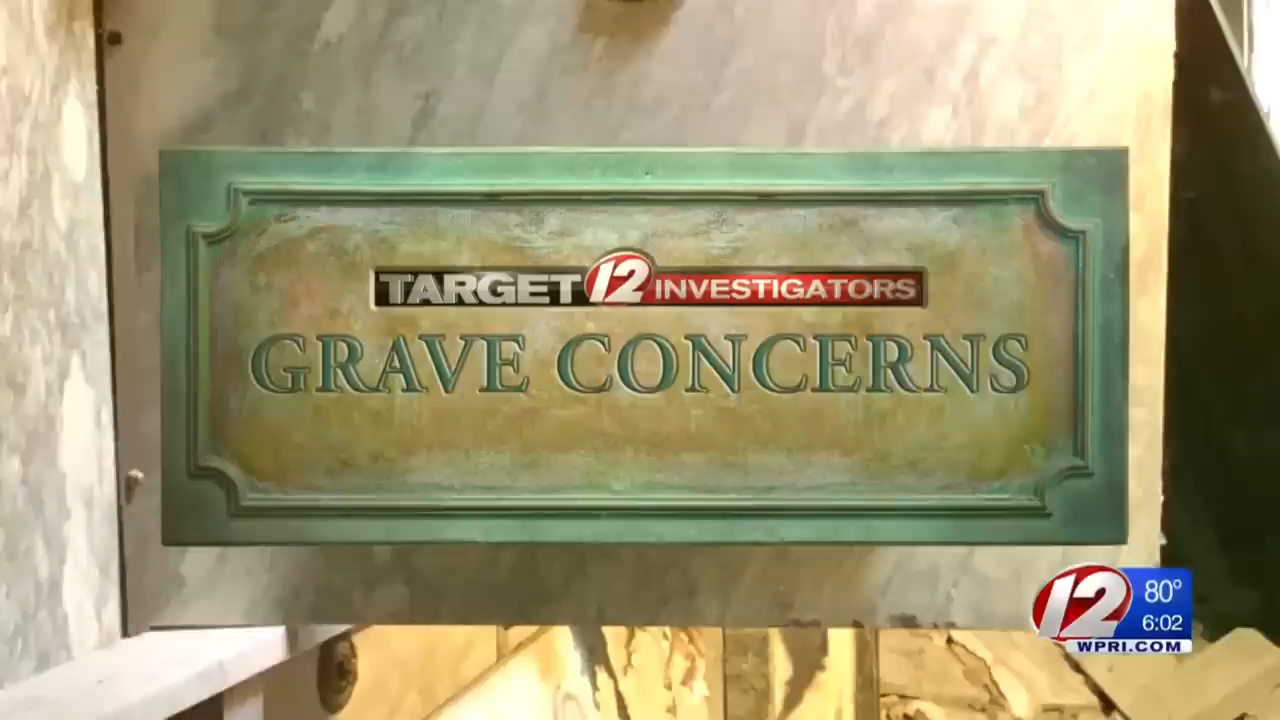 TARGET 12 INVESTIGATORS
GRAVE CONCERNS
12
80°
6:02
WPRI.COM